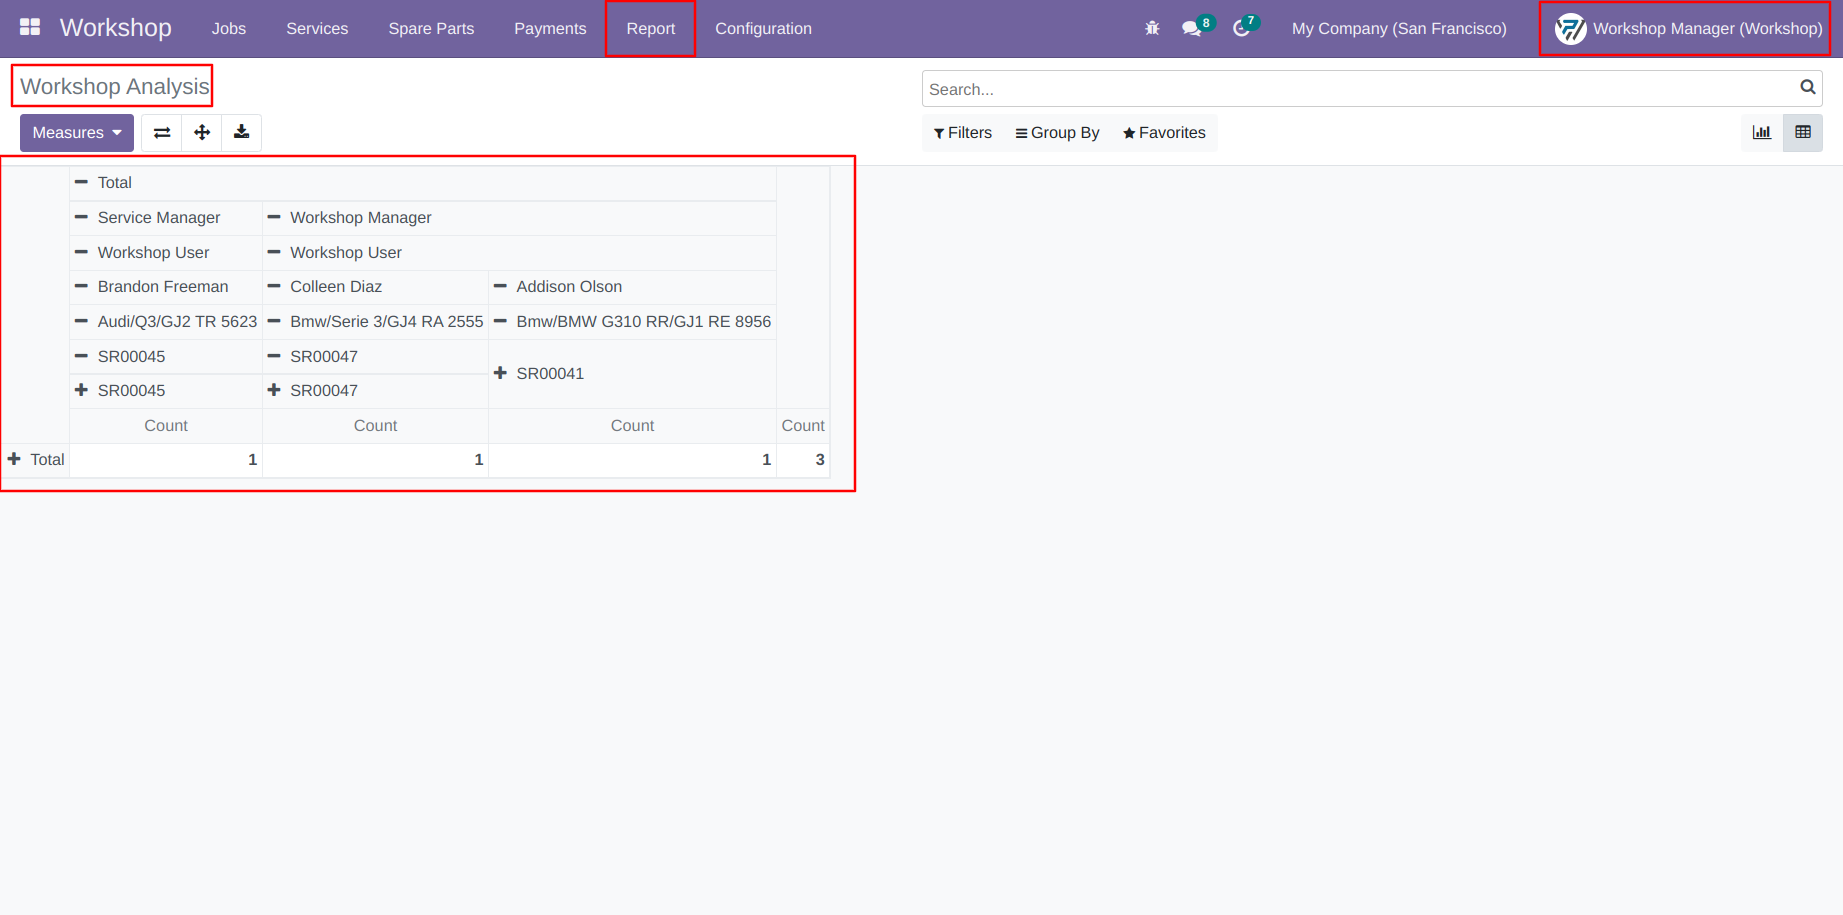 Workshop Jobs Services Spare Parts Payments Report Configuration 8 7 My Company (San Francisco) Workshop Manager (Workshop)
Workshop Analysis
Search...
Measures
Filters Group By Favorites
Total
Service Manager Workshop Manager
Workshop User Workshop User
Brandon Freeman Colleen Diaz Addison Olson
Audi/Q3/GJ2 TR 5623 Bmw/Serie 3/GJ4 RA 2555 Bmw/BMW G310 RR/GJ1 RE 8956
SR00045 SR00047
SR00041
SR00045 SR00047
Count Count Count Count
Total 1 1 1 3